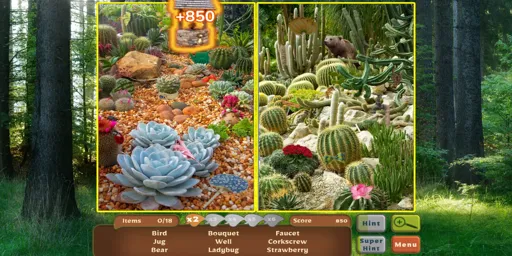 +850
Items 0/18 x2 Score 850 Hint
Super Hint Menu
Bird Bouquet Faucet
Jug Well Corkscrew
Bear Ladybug Strawberry